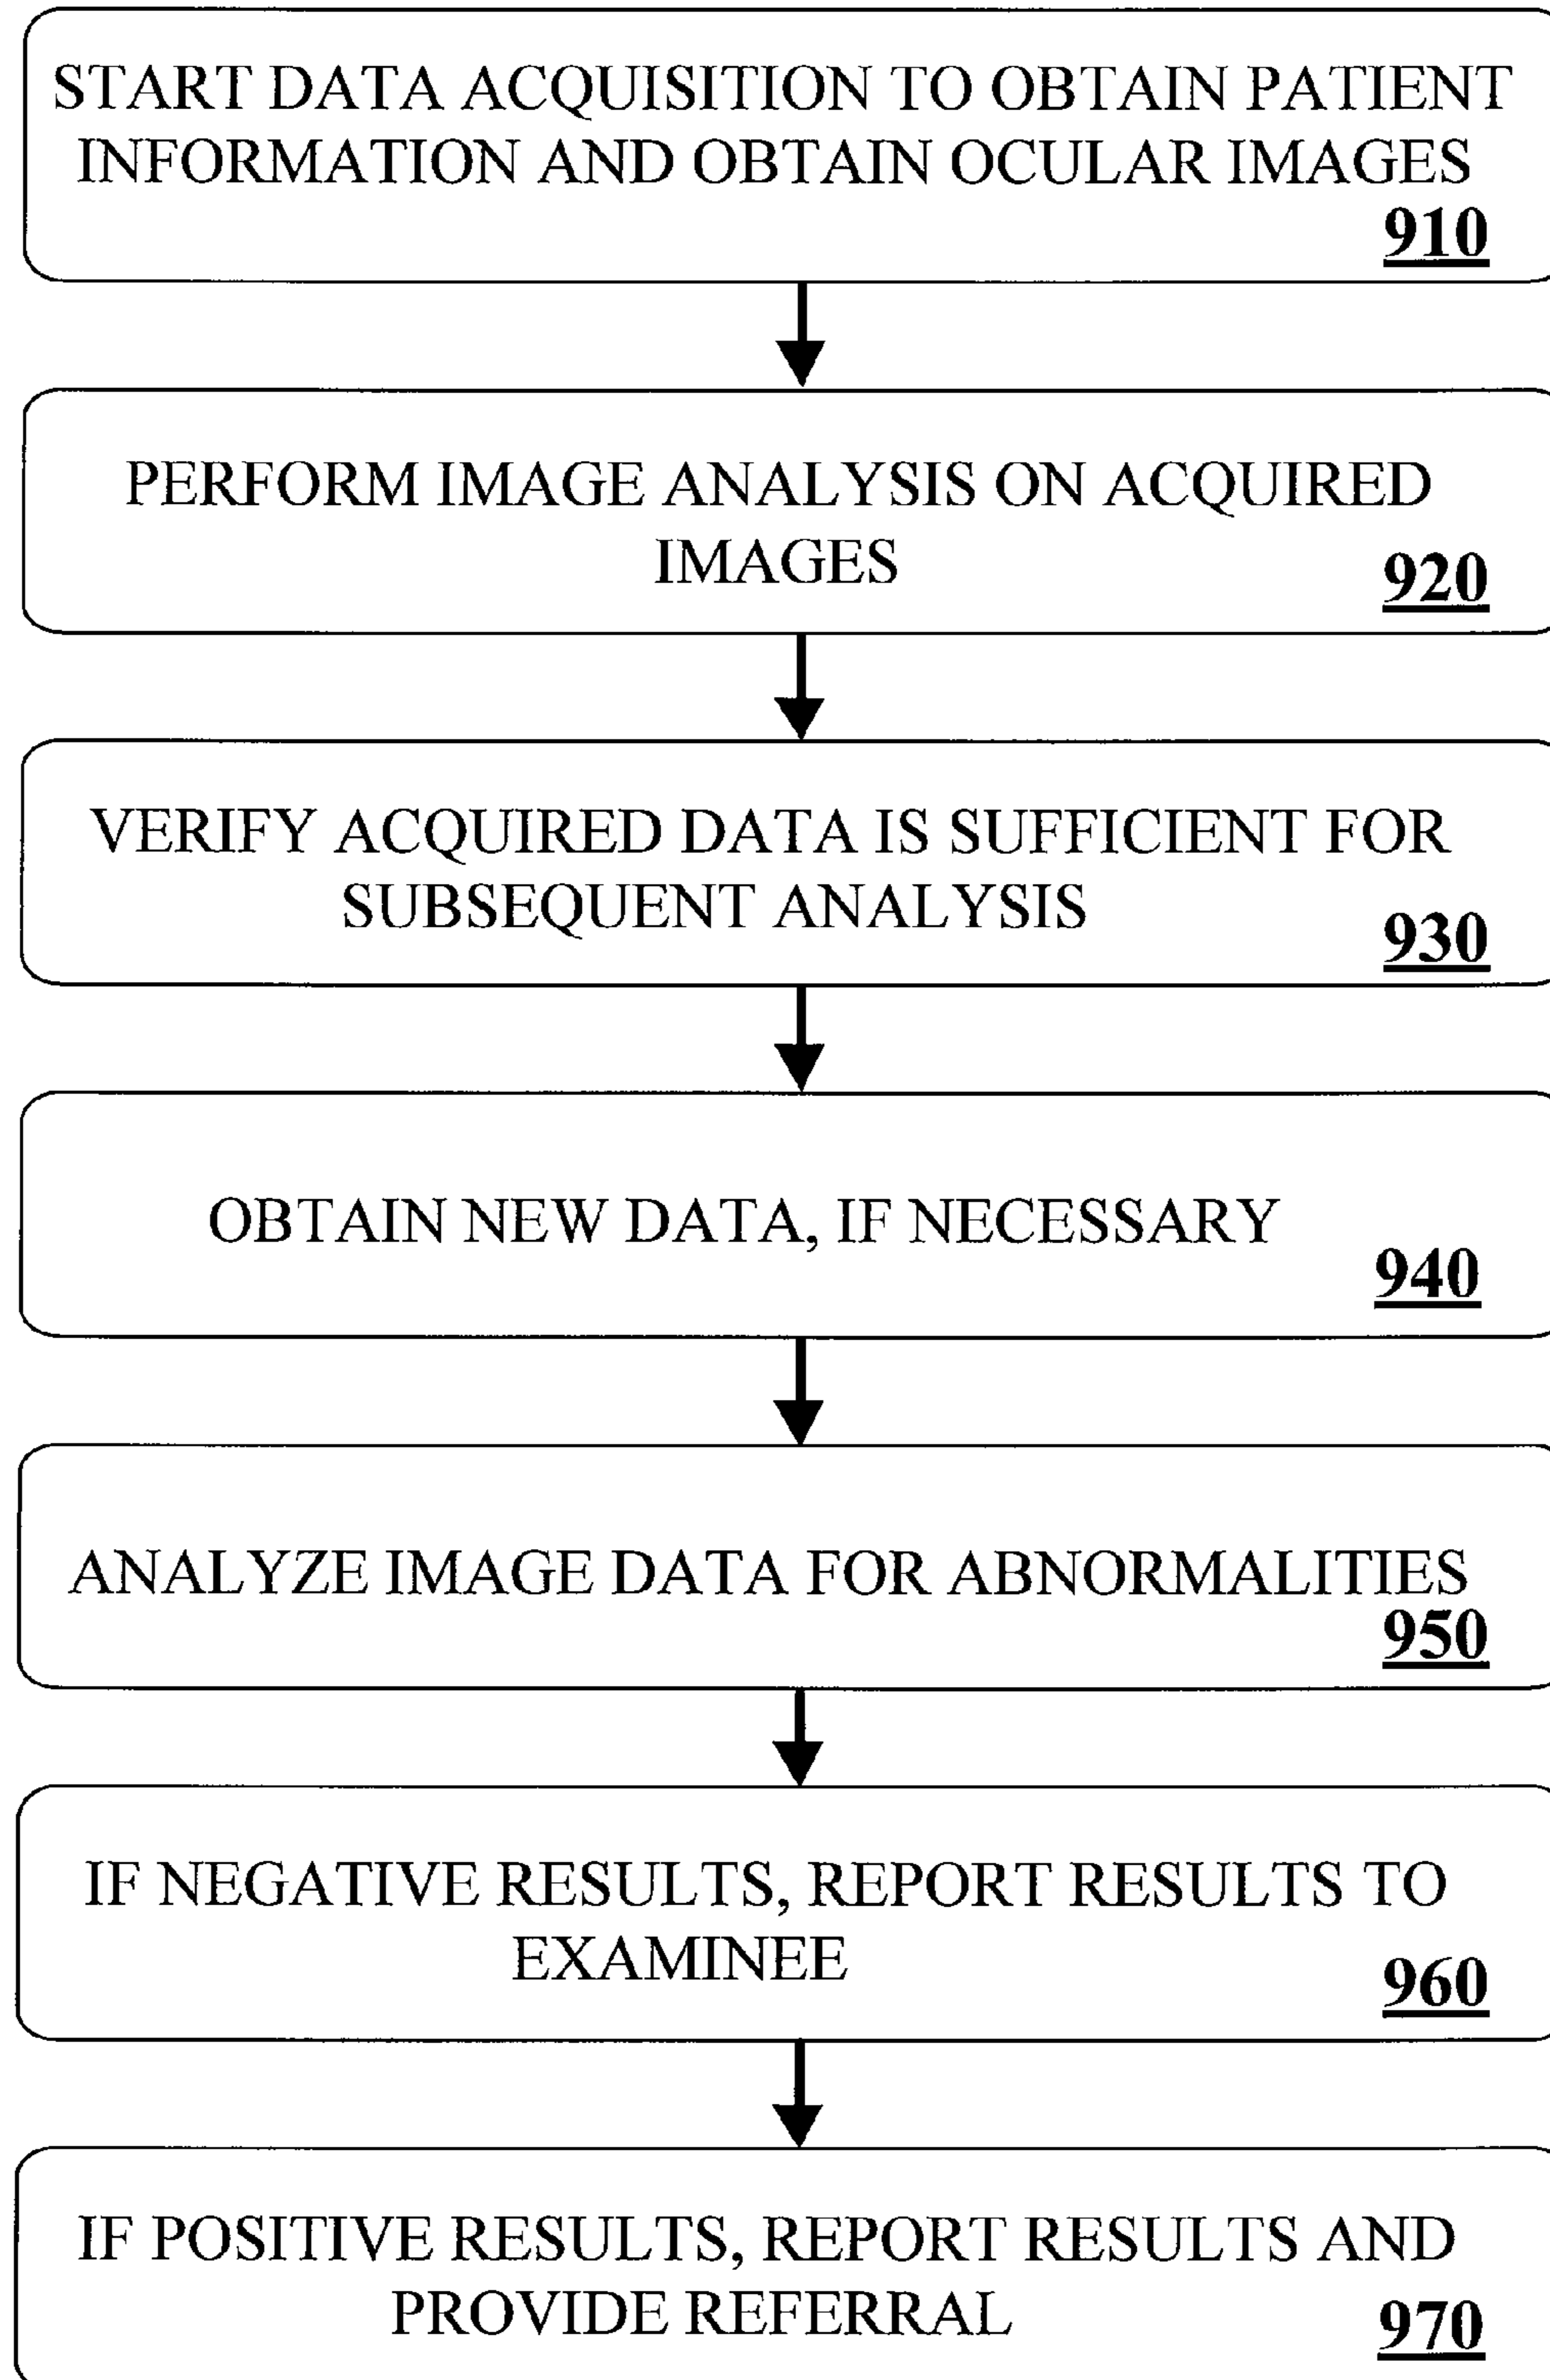 START DATA ACQUISITION TO OBTAIN PATIENT
INFORMATION AND OBTAIN OCULAR IMAGES
910
PERFORM IMAGE ANALYSIS ON ACQUIRED
IMAGES
920
VERIFY ACQUIRED DATA IS SUFFICIENT FOR
SUBSEQUENT ANALYSIS
930
OBTAIN NEW DATA, IF NECESSARY
940
ANALYZE IMAGE DATA FOR ABNORMALITIES
950
IF NEGATIVE RESULTS, REPORT RESULTS TO
EXAMINEE
960
IF POSITIVE RESULTS, REPORT RESULTS AND
PROVIDE REFERRAL
970